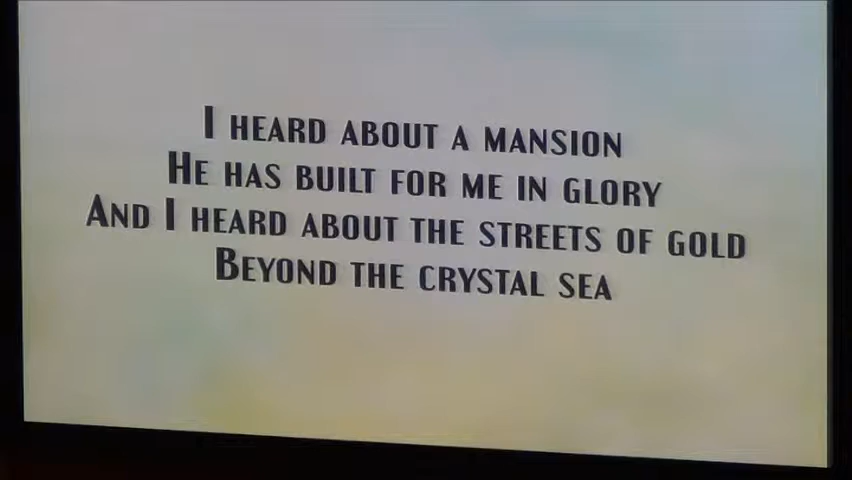 I HEARD ABOUT A MANSION
HE HAS BUILT FOR ME IN GLORY
AND I HEARD ABOUT THE STREETS OF GOLD
BEYOND THE CRYSTAL SEA